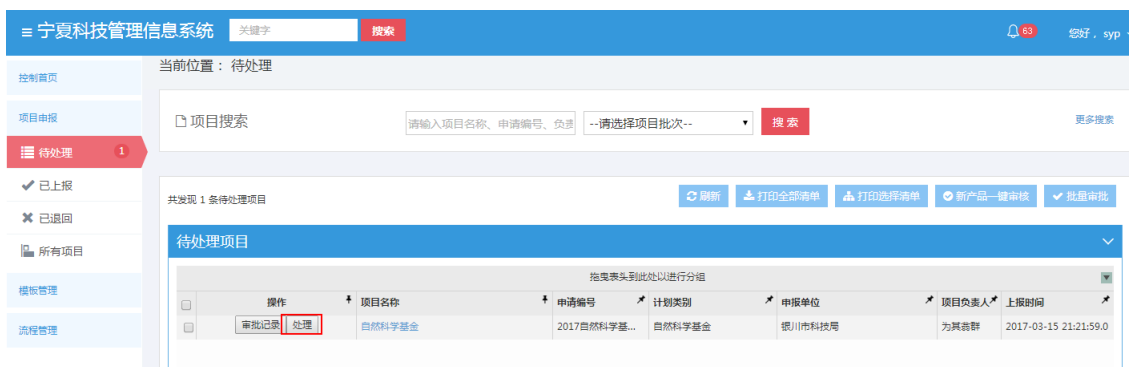 ≡ 宁夏科技管理信息系统 关键字 搜索 63 您好，syp
控制首页
当前位置： 待处理
项目申报
项目搜索 请输入项目名称、申请编号、负责 --请选择项目批次-- 搜 索 更多搜索
待处理 1
已上报
已退回
所有项目
模板管理
流程管理
共发现 1 条待处理项目 刷新 打印全部清单 打印选择清单 新产品一键审核 批量审批
待处理项目
拖曳表头到此处以进行分组
操作 项目名称 申请编号 计划类别 申报单位 项目负责人 上报时间
审批记录 处理 自然科学基金 2017自然科学基... 自然科学基金 银川市科技局 为其翁群 2017-03-15 21:21:59.0